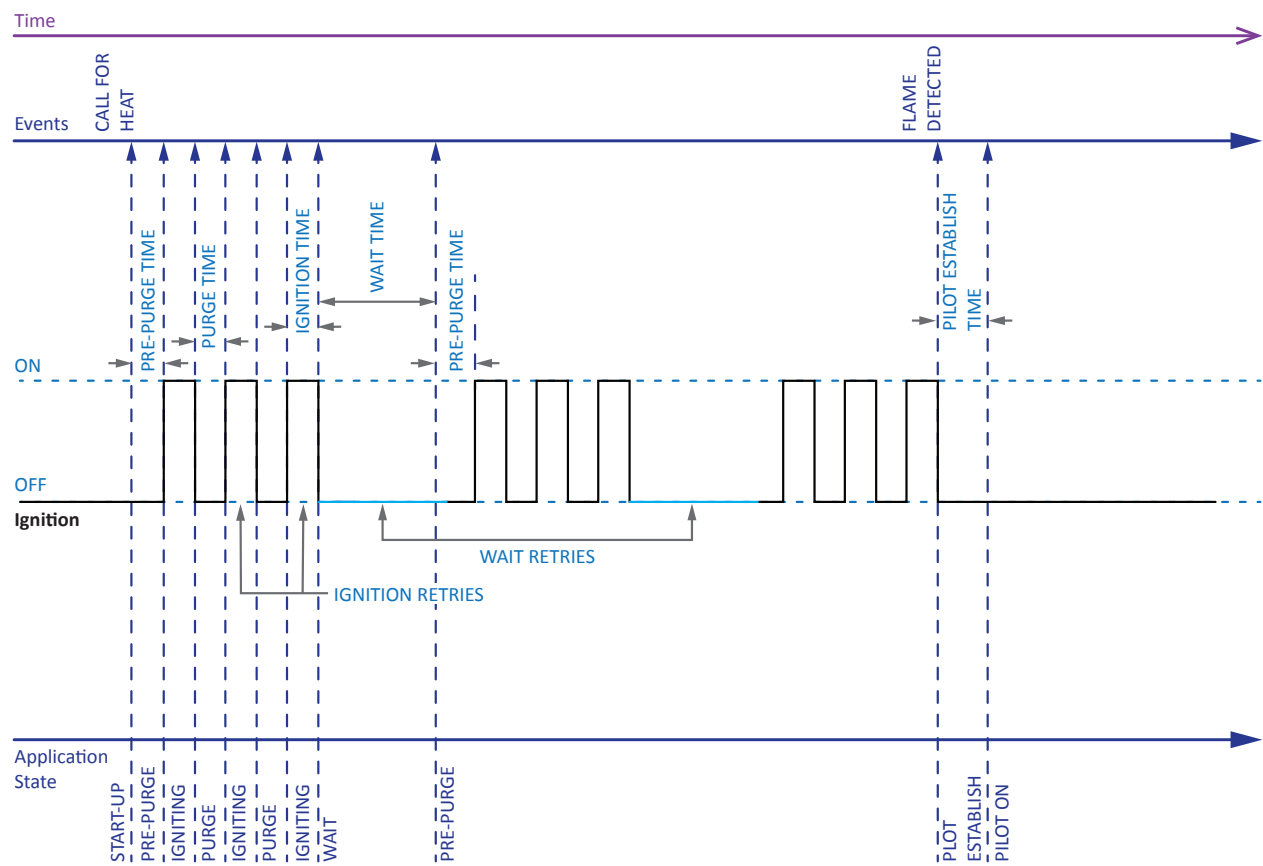 Time
CALL FOR
HEAT
FLAME
DETECTED
Events
PRE-PURGE TIME
PURGE TIME
IGNITION TIME
WAIT TIME
PRE-PURGE TIME
PILOT ESTABLISH
TIME
ON
OFF
Ignition
WAIT RETRIES
IGNITION RETRIES
Application
State
START-UP
PRE-PURGE
IGNITING
PURGE
IGNITING
PURGE
IGNITING
WAIT
PRE-PURGE
PLOT
ESTABLISH
PILOT ON